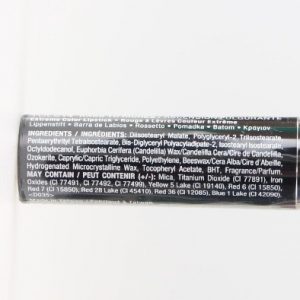 Extreme Color Lipstick • Rouge à Lèvres Couleur Extrême
Lippenstift • Barra de Labios • Rossetto • Pomadka • Batom • Κραγιον
INGREDIENTS / INGRÉDIENTS: Diisostearyl Malate, Polyglyceryl-2 Triisostearate,
Pentaerythrityl Tetraisostearate, Bis-Diglyceryl Polyacyladipate-2, Isostearyl Isostearate,
Octyldodecanol, Euphorbia Cerifera (Candelilla) Wax/Candelilla Cera/Cire de Candelilla,
Ozokerite, Caprylic/Capric Triglyceride, Polyethylene, Beeswax/Cera Alba/Cire d'Abeille,
Hydrogenated Microcrystalline Wax, Tocopheryl Acetate, BHT, Fragrance/Parfum.
MAY CONTAIN / PEUT CONTENIR (+/-): Mica, Titanium Dioxide (CI 77891), Iron
Oxides (CI 77491, CI 77492, CI 77499), Yellow 5 Lake (CI 19140), Red 6 (CI 15850),
Red 7 (CI 15850), Red 28 Lake (CI 45410), Red 36 (CI 12085), Blue 1 Lake (CI 42090).